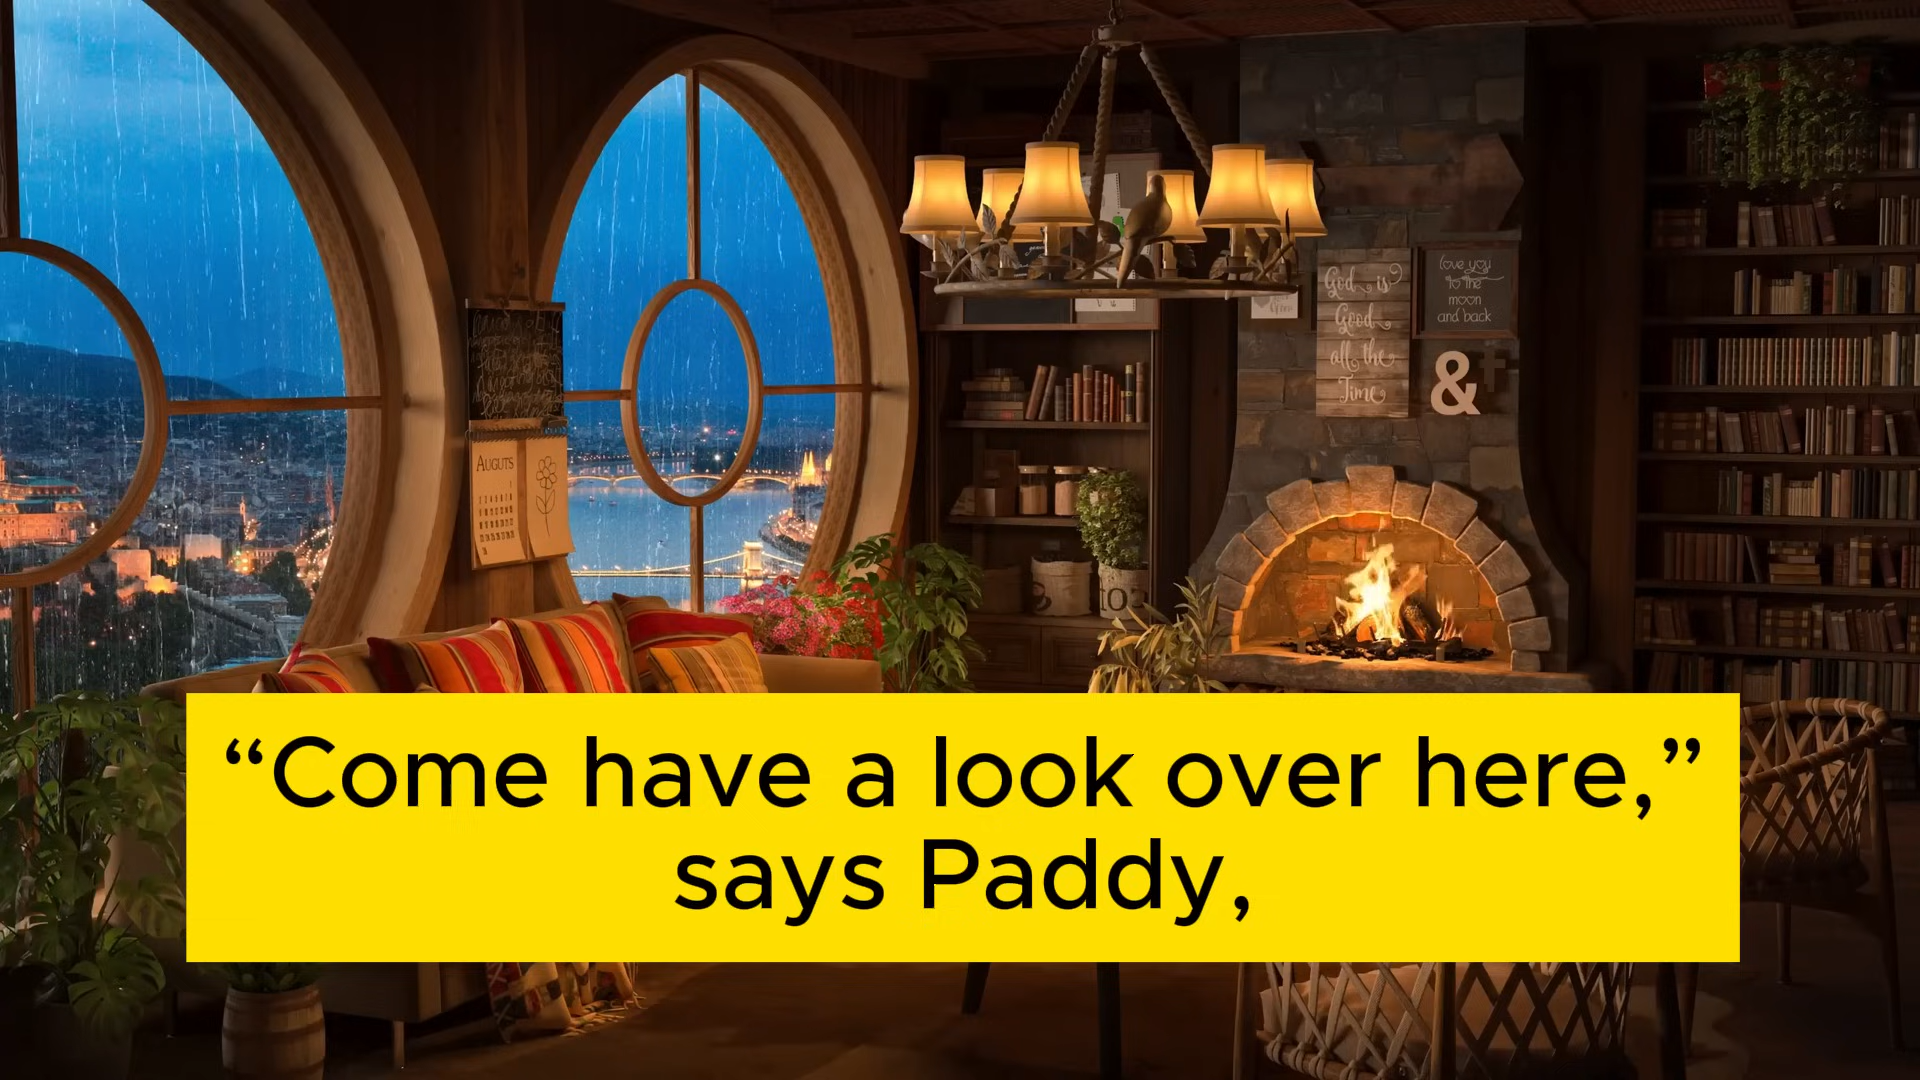 “Come have a look over here,”
says Paddy,
AUGUTS
God is
Good
all the
Time
love you
to the
moon
and back
&